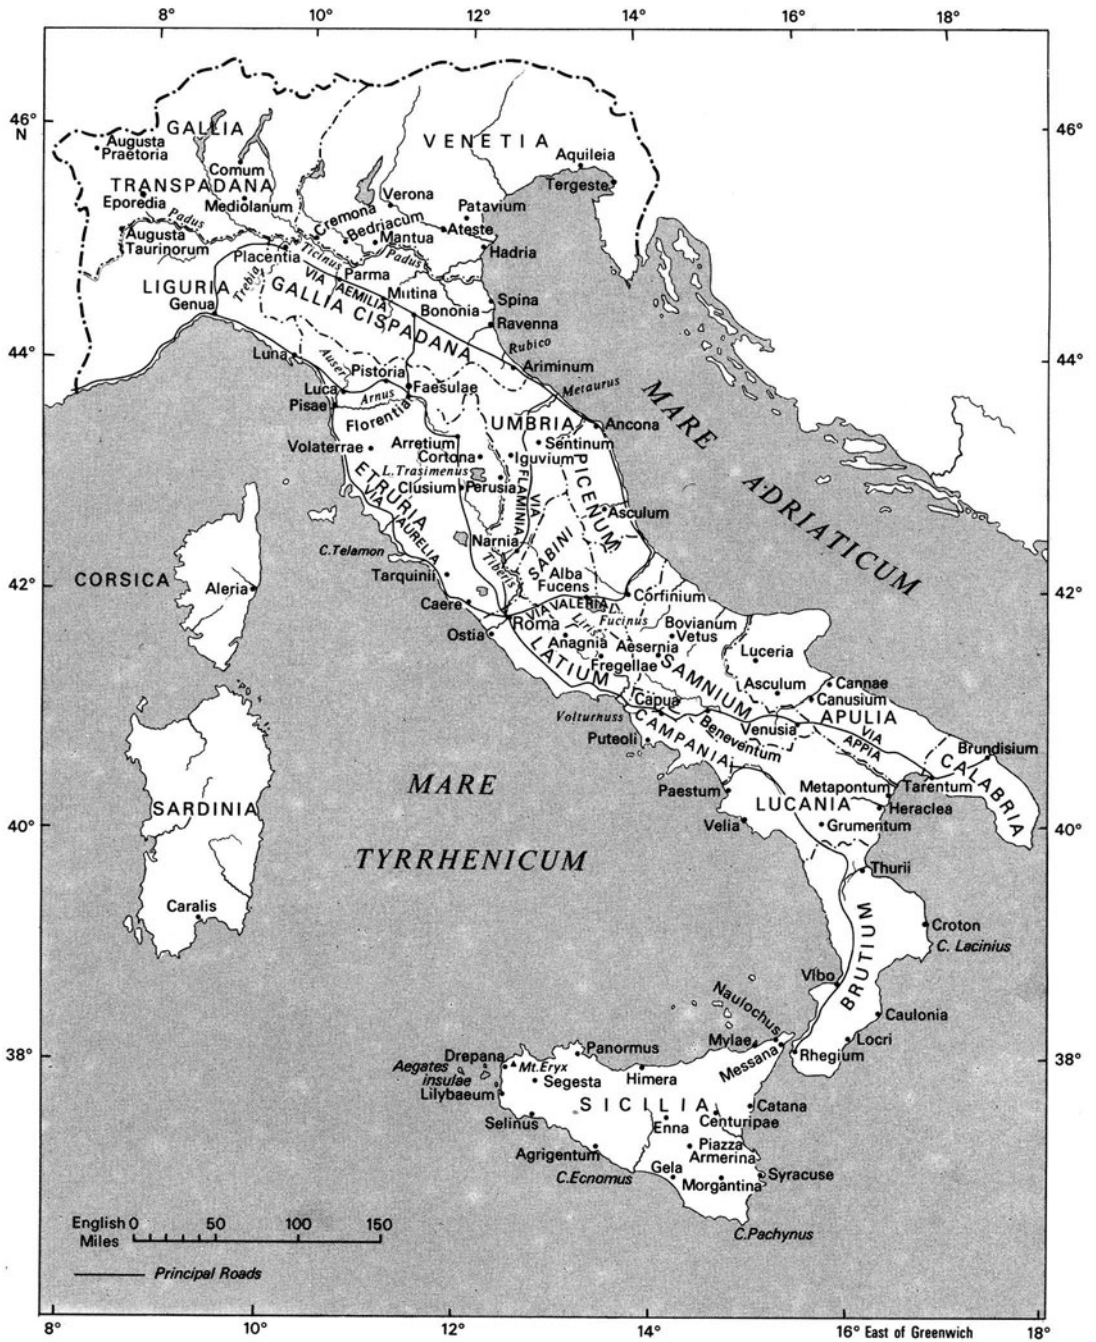 8° 10° 12° 14° 16° 18°
46°
N
46°
GALLIA
VENETIA
Augusta
Praetoria
Aquileia
Comum
Tergeste
TRANSPADANA
Verona
Eporedia
Mediolanum
Patavium
Padus
Cremona
Bedriacum
Ateste
Augusta
Taurinorum
Mantua
Placentia
Ticinus
Padus
Hadria
Trebia
Parma
LIGURIA
VIA
AEMILIA
Mutina
Spina
GALLIA CISPADANA
Genua
Bononia
Ravenna
44°
44°
Rubico
Luna
Auser
Pistoria
Ariminum
Luca
Arnus
Faesulae
Metaurus
Pisae
Florentia
MARE
UMBRIA
Ancona
Volaterrae
Arretium
Sentinum
Cortona
Iguvium
L. Trasimenus
PICENUM
ETRURIA
Clusium
Perusia
VIA
FLAMINIA
ADRIATICUM
VIA
AURELIA
Asculum
Narnia
C. Telamon
SABINI
CORSICA
Tarquinii
Tiberis
Alba
Fucens
Aleria
42°
42°
Corfinium
Caere
VIA VALERIA
Roma
Fucinus
Bovianum
Vetus
Ostia
Liris
Anagnia
Aesernia
Luceria
LATIUM
Fregellae
SAMNIUM
Asculum
Cannae
Capua
Canusium
Volturnuss
APULIA
Puteoli
CAMPANIA
Beneventum
Venusia
VIA
APPIA
Brundisium
MARE
CALABRIA
Paestum
Metapontum
Tarentum
SARDINIA
LUCANIA
Heraclea
40°
40°
Velia
Grumentum
TYRRHENICUM
Thurii
Caralis
Croton
BRUTIUM
C. Lacinius
Vibo
Naulochus
Caulonia
Mylae
Locri
38°
38°
Drepana
Panormus
Messana
Rhegium
Aegates
insulae
Mt. Eryx
Himera
Segesta
Lilybaeum
SICILIA
Catana
Selinus
Centuripae
Enna
Agrigentum
Piazza
Armerina
Gela
Syracuse
C.Ecnomus
Morgantina
English 0 50 100 150
Miles
C.Pachynus
Principal Roads
8° 10° 12° 14° 16° East of Greenwich 18°